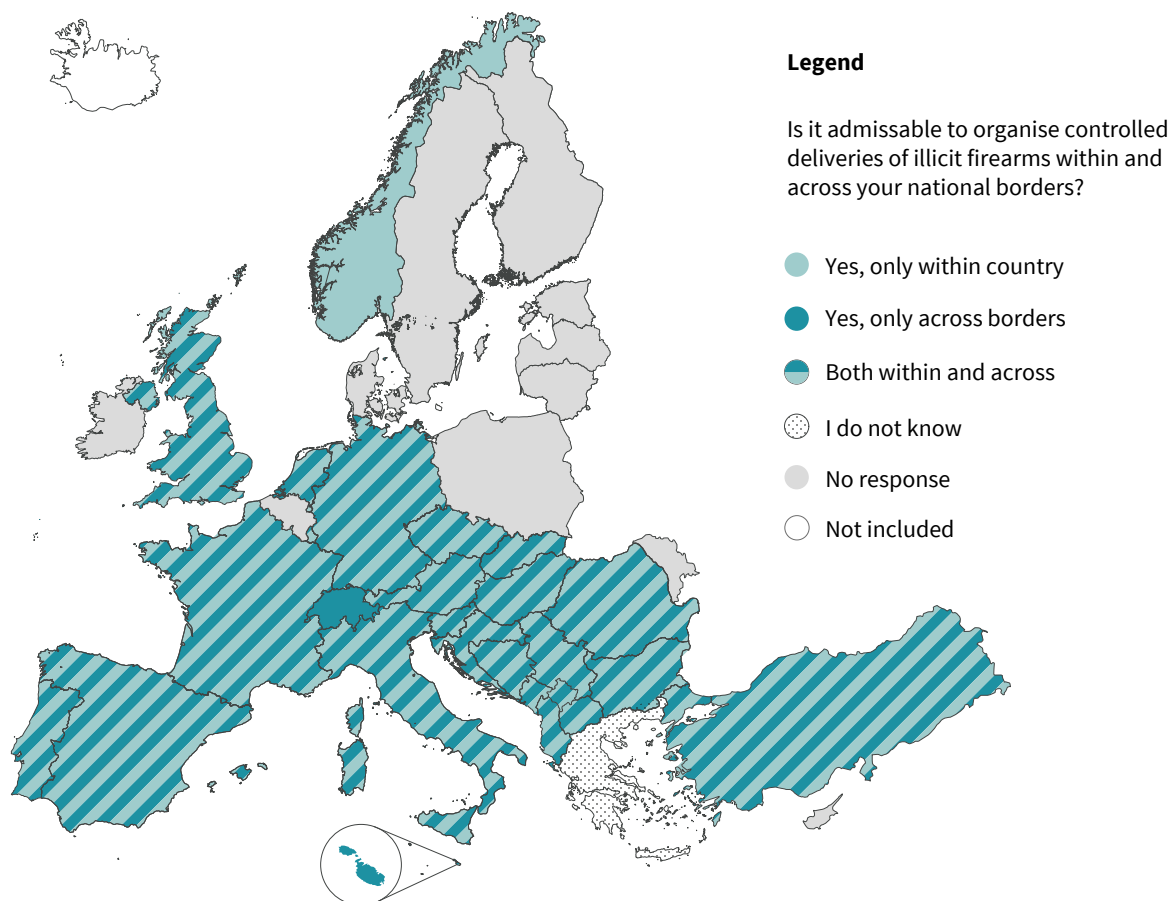 Legend
Is it admissable to organise controlled
deliveries of illicit firearms within and
across your national borders?
Yes, only within country
Yes, only across borders
Both within and across
I do not know
No response
Not included